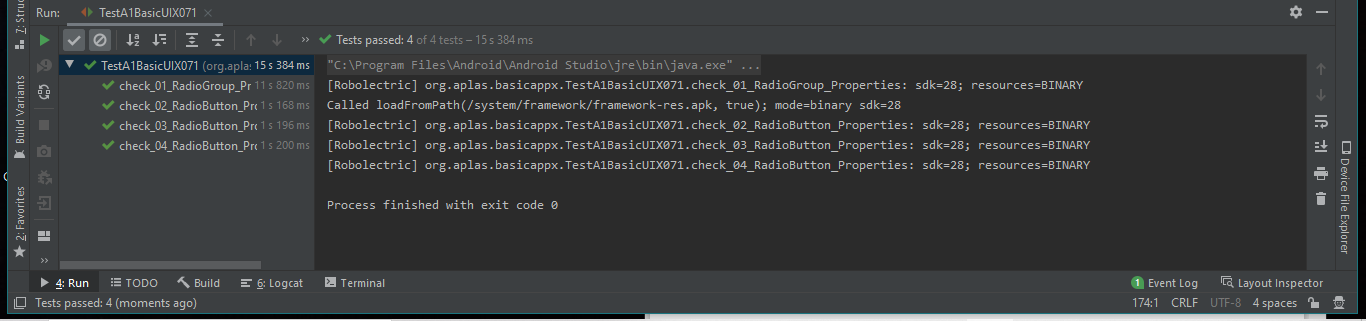 Run: TestA1BasicUIX071
Tests passed: 4 of 4 tests – 15 s 384 ms
TestA1BasicUIX071 (org.aplas. 15 s 384 ms
check_01_RadioGroup_Pr 11 s 820 ms
check_02_RadioButton_Pro 1 s 168 ms
check_03_RadioButton_Pro 1 s 196 ms
check_04_RadioButton_Pro 1 s 200 ms
"C:\Program Files\Android\Android Studio\jre\bin\java.exe" ...
[Robolectric] org.aplas.basicappx.TestA1BasicUIX071.check_01_RadioGroup_Properties: sdk=28; resources=BINARY
Called loadFromPath(/system/framework/framework-res.apk, true); mode=binary sdk=28
[Robolectric] org.aplas.basicappx.TestA1BasicUIX071.check_02_RadioButton_Properties: sdk=28; resources=BINARY
[Robolectric] org.aplas.basicappx.TestA1BasicUIX071.check_03_RadioButton_Properties: sdk=28; resources=BINARY
[Robolectric] org.aplas.basicappx.TestA1BasicUIX071.check_04_RadioButton_Properties: sdk=28; resources=BINARY
Process finished with exit code 0
7: Struc
Build Variants
2: Favorites
Device File Explorer
4: Run TODO Build 6: Logcat Terminal 1 Event Log Layout Inspector
Tests passed: 4 (moments ago) 174:1 CRLF UTF-8 4 spaces